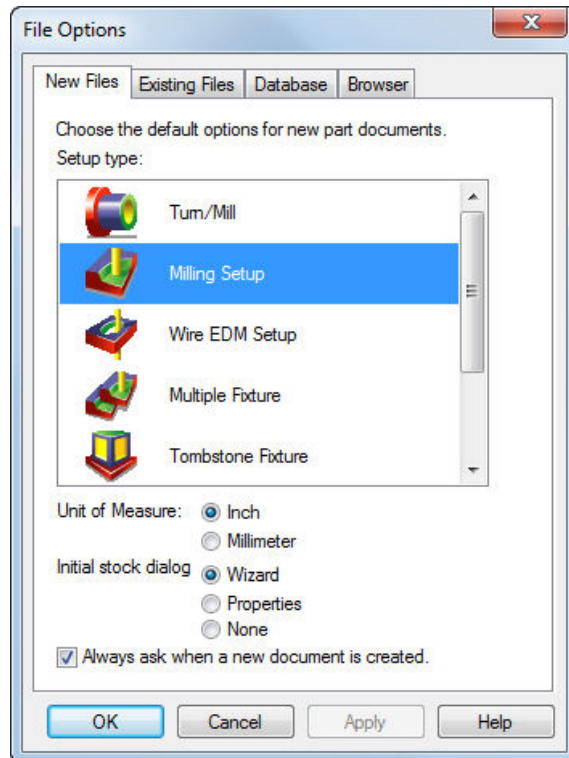 File Options
New Files Existing Files Database Browser
Choose the default options for new part documents.
Setup type:
Turn/Mill
Milling Setup
Wire EDM Setup
Multiple Fixture
Tombstone Fixture
Unit of Measure: Inch
Millimeter
Initial stock dialog Wizard
Properties
None
Always ask when a new document is created.
OK Cancel Apply Help